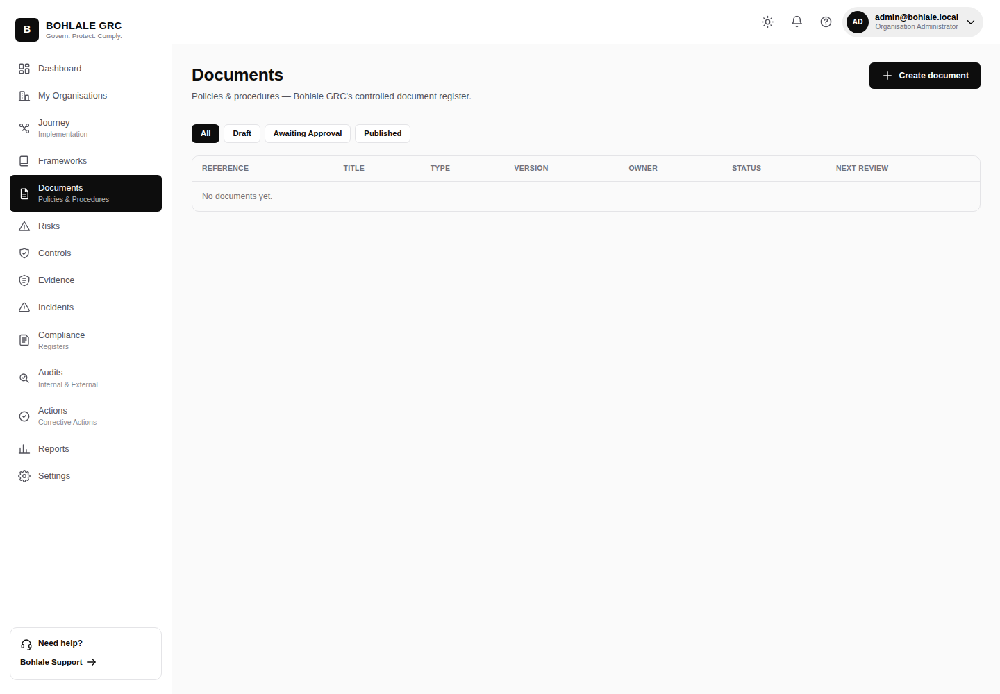 B
BOHLALE GRC
Govern. Protect. Comply.
Dashboard
My Organisations
Journey
Implementation
Frameworks
Documents
Policies & Procedures
Risks
Controls
Evidence
Incidents
Compliance
Registers
Audits
Internal & External
Actions
Corrective Actions
Reports
Settings
Need help?
Bohlale Support
AD
admin@bohlale.local
Organisation Administrator
Documents
Policies & procedures — Bohlale GRC's controlled document register.
Create document
All Draft Awaiting Approval Published
REFERENCE TITLE TYPE VERSION OWNER STATUS NEXT REVIEW
No documents yet.